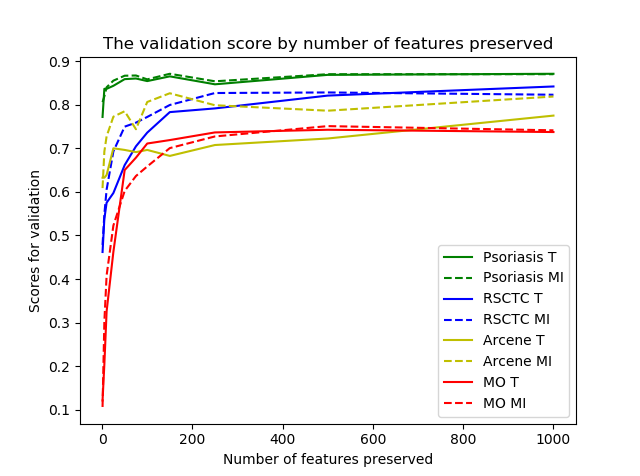 The validation score by number of features preserved
Scores for validation
0.9
0.8
0.7
0.6
0.5
0.4
0.3
0.2
0.1
0
200
400
600
800
1000
Number of features preserved
Psoriasis T
Psoriasis MI
RSCTC T
RSCTC MI
Arcene T
Arcene MI
MO T
MO MI